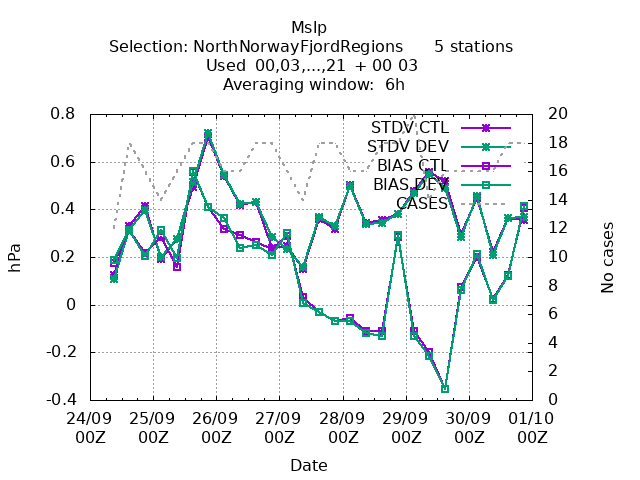 Mslp
Selection: NorthNorwayFjordRegions 5 stations
Used 00,03,...,21 + 00 03
Averaging window: 6h
0.8
0.6
0.4
0.2
0
-0.2
-0.4
hPa
20
18
16
14
12
10
8
6
4
2
0
No cases
STDV CTL
STDV DEV
BIAS CTL
BIAS DEV
CASES
24/09 25/09 26/09 27/09 28/09 29/09 30/09 01/10
00Z 00Z 00Z 00Z 00Z 00Z 00Z 00Z
Date